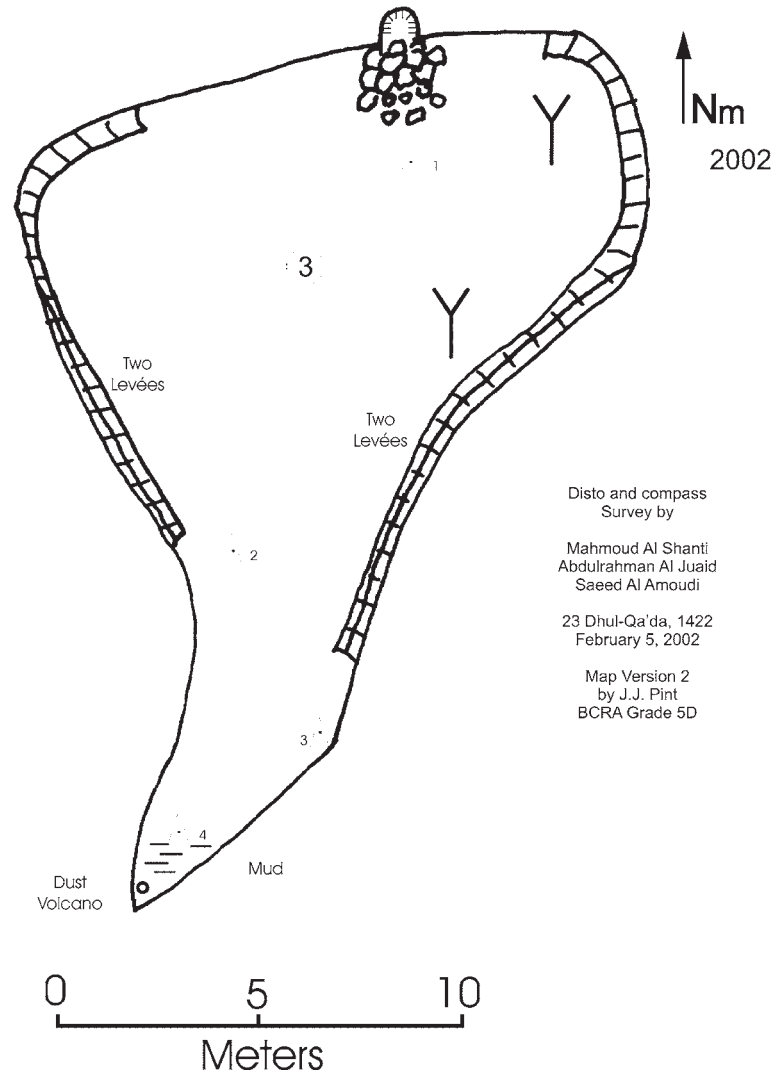 Nm
2002
1
3
Two
Levées
Two
Levées
2
3
4
Mud
Dust
Volcano
Disto and compass
Survey by
Mahmoud Al Shanti
Abdulrahman Al Juaid
Saeed Al Amoudi
23 Dhul-Qa'da, 1422
February 5, 2002
Map Version 2
by J.J. Pint
BCRA Grade 5D
0 5 10
Meters